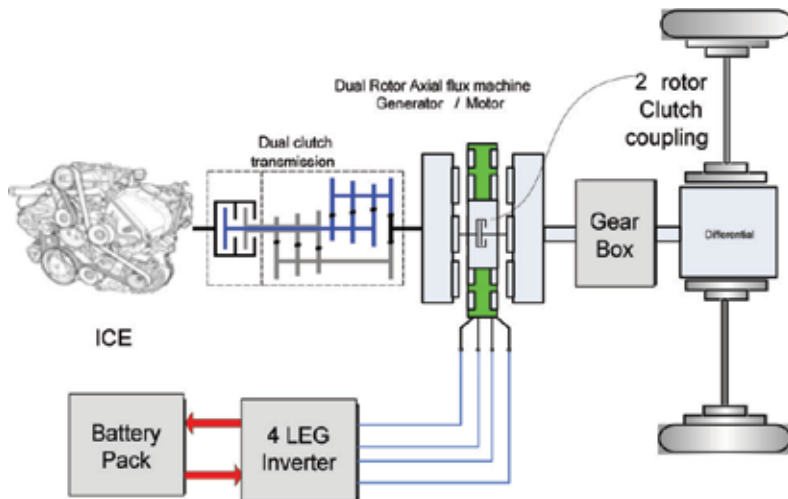 Dual Rotor Axial flux machine
Generator / Motor
2 rotor
Clutch
coupling
Dual clutch
transmission
Gear
Box
Differential
ICE
Battery
Pack
4 LEG
Inverter